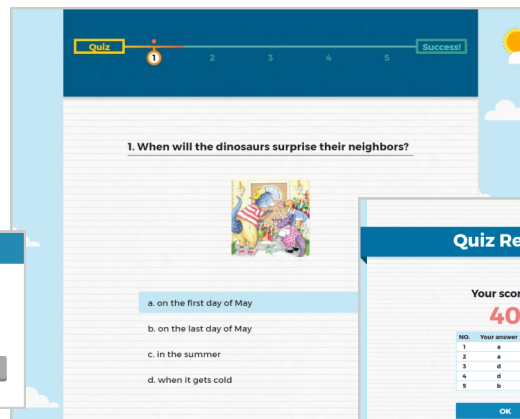 Quiz
1
2
3
4
5
Success!
1. When will the dinosaurs surprise their neighbors?
a. on the first day of May
b. on the last day of May
c. in the summer
d. when it gets cold
Quiz
Your
40
NO. Your answer
1 a
2 a
3 d
4 d
5 b
OK